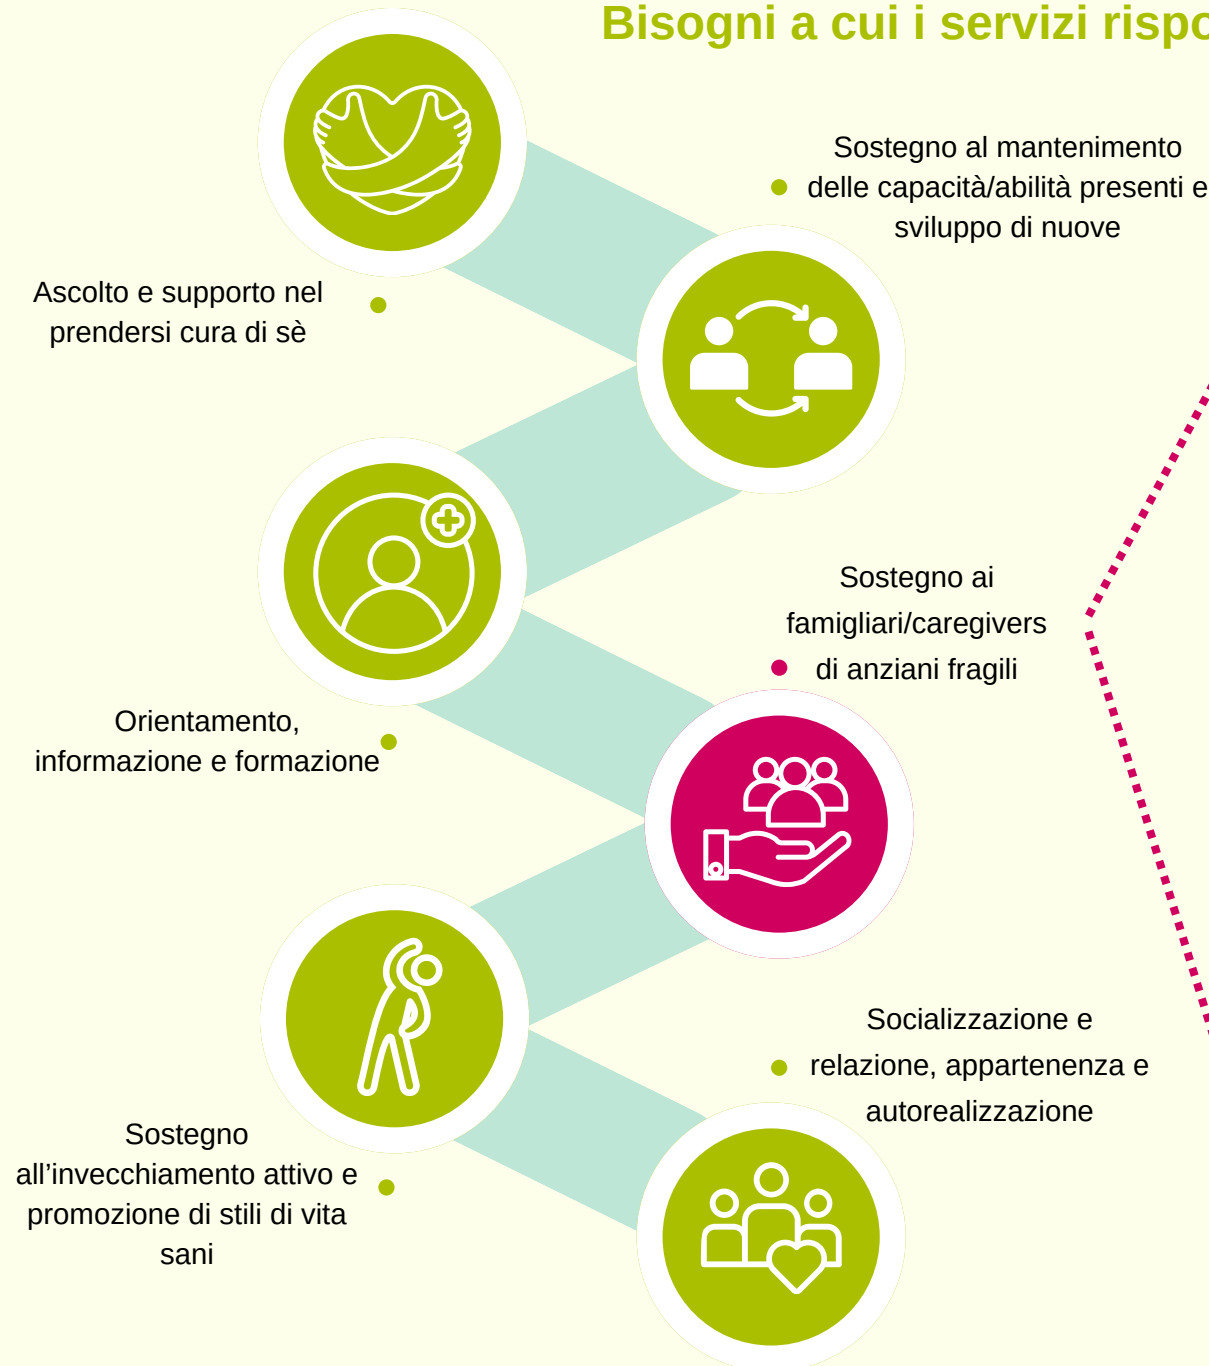 Bisogni a cui i servizi rispo
Sostegno al mantenimento
delle capacità/abilità presenti e
sviluppo di nuove
Ascolto e supporto nel
prendersi cura di sè
Sostegno ai
famigliari/caregivers
di anziani fragili
Orientamento,
informazione e formazione
Socializzazione e
relazione, appartenenza e
autorealizzazione
Sostegno
all'invecchiamento attivo e
promozione di stili di vita
sani